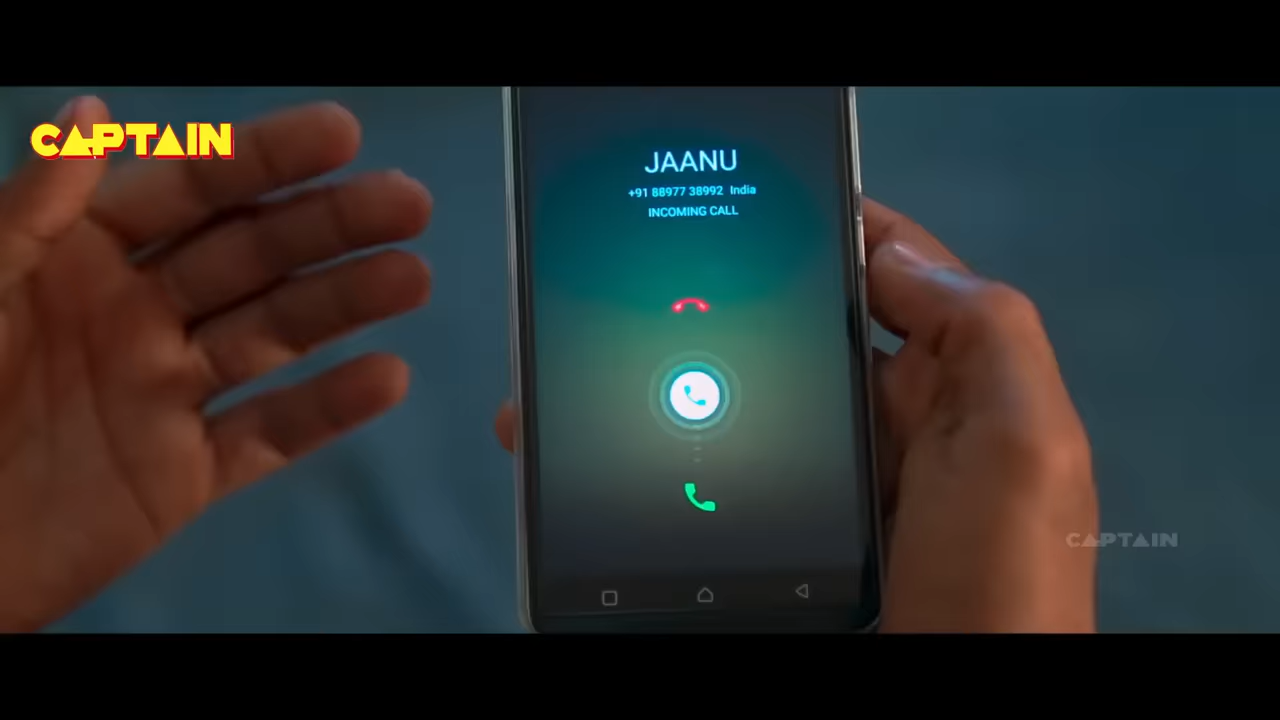 CAPTAIN
JAANU
+91 88977 38992 India
INCOMING CALL
CAPTAIN